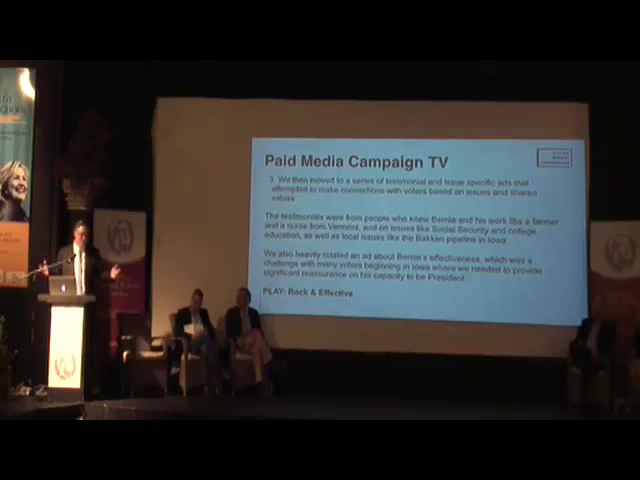 Paid Media Campaign TV
3. We then moved to a series of testimonial and issue specific ads that
attempted to make connections with voters based on issues and shared
values
The testimonials were from people who knew Bernie and his work like a farmer
and a nurse from Vermont, and on issues like Social Security and college
education, as well as local issues like the Bakken pipeline in Iowa
We also heavily rotated an ad about Bernie's effectiveness, which was a
challenge with many voters beginning in Iowa where we needed to provide
significant reassurance on his capacity to be President.
PLAY: Rock & Effective